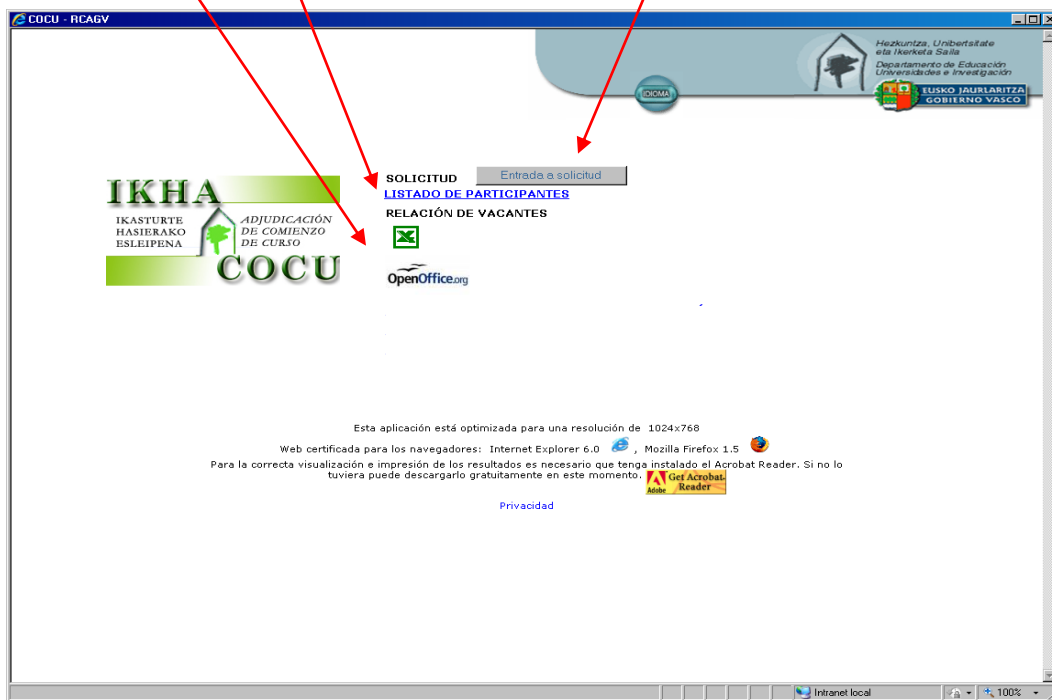 COCU - RCAGV
Hezkuntza, Unibertsitate
eta Ikerketa Saila
Departamento de Educación
Universidades e Investigación
EUSKO JAURLARITZA
GOBIERNO VASCO
IDIOMA
SOLICITUD Entrada a solicitud
LISTADO DE PARTICIPANTES
RELACIÓN DE VACANTES
IKHA
IKASTURTE
HASIERAKO
ESLEIPENA
ADJUDICACIÓN
DE COMIENZO
DE CURSO
COCU
OpenOffice.org
Esta aplicación está optimizada para una resolución de 1024x768
Web certificada para los navegadores: Internet Explorer 6.0 , Mozilla Firefox 1.5
Para la correcta visualización e impresión de los resultados es necesario que tenga instalado el Acrobat Reader. Si no lo
tuviera puede descargarlo gratuitamente en este momento. Get Acrobat Reader Adobe
Privacidad
Intranet local 100%